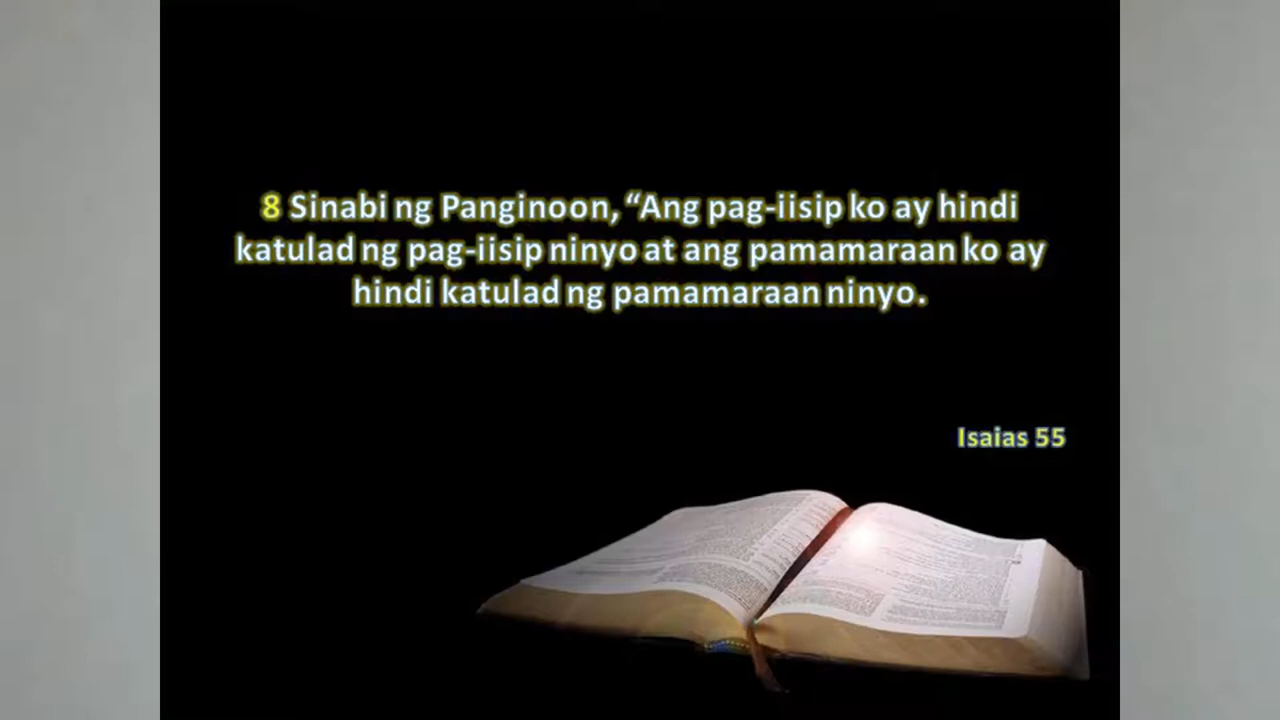 8 Sinabi ng Panginoon, “Ang pag-iisip ko ay hindi
katulad ng pag-iisip ninyo at ang pamamaraan ko ay
hindi katulad ng pamamaraan ninyo.
Isaias 55